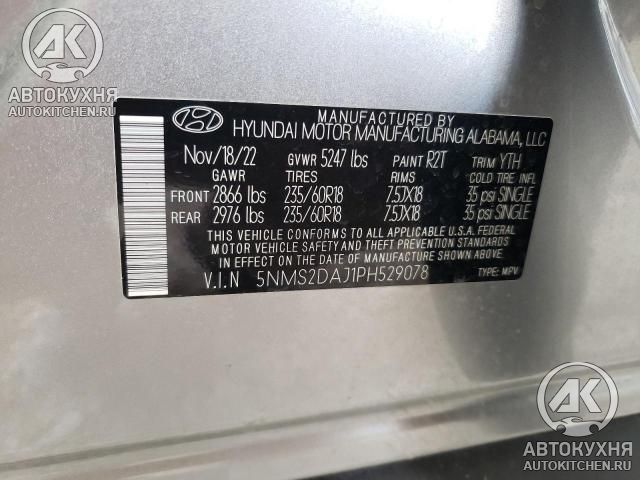 AK
АВТОКУХНЯ
AUTOKITCHEN.RU
MANUFACTURED BY
HYUNDAI MOTOR MANUFACTURING ALABAMA, LLC
Nov/18/22 GVWR 5247 lbs PAINT R2T TRIM YTH
GAWR TIRES RIMS COLD TIRE INFL
FRONT 2866 lbs 235/60R18 7.5JX18 35 psi SINGLE
REAR 2976 lbs 235/60R18 7.5JX18 35 psi SINGLE
THIS VEHICLE CONFORMS TO ALL APPLICABLE U.S.A. FEDERAL
MOTOR VEHICLE SAFETY AND THEFT PREVENTION STANDARDS
IN EFFECT ON THE DATE OF MANUFACTURE SHOWN ABOVE.
V.I.N 5NMS2DAJ1PH529078 TYPE: MPV
AK
АВТОКУХНЯ
AUTOKITCHEN.RU